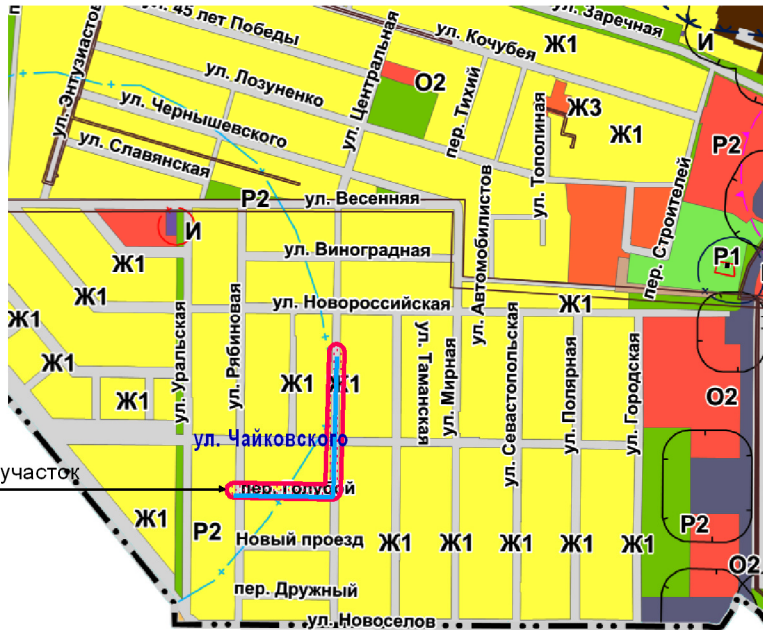 ул. 45 лет Победы
ул. Заречная
ул. Кочубея
Ж1
И
ул. Энтузиастов
ул. Лозуненко
ул. Центральная
О2
пер. Тихий
ул. Тополиная
Ж3
Ж1
Р2
ул. Чернышевского
ул. Славянская
Р2
ул. Весенняя
ул. Автомобилистов
пер. Строителей
И
ул. Виноградная
Р1
Ж1
Ж1
ул. Новороссийская
Ж1
Ж1
ул. Уральская
ул. Рябиновая
ул. Таманская
ул. Мирная
ул. Севастопольская
ул. Полярная
ул. Городская
Ж1
Ж1
Ж1
Ж1
О2
ул. Чайковского
участок
пер. Голубой
Ж1
Р2
Новый проезд
Ж1
Ж1
Ж1
Ж1
Ж1
Р2
О2
пер. Дружный
ул. Новоселов